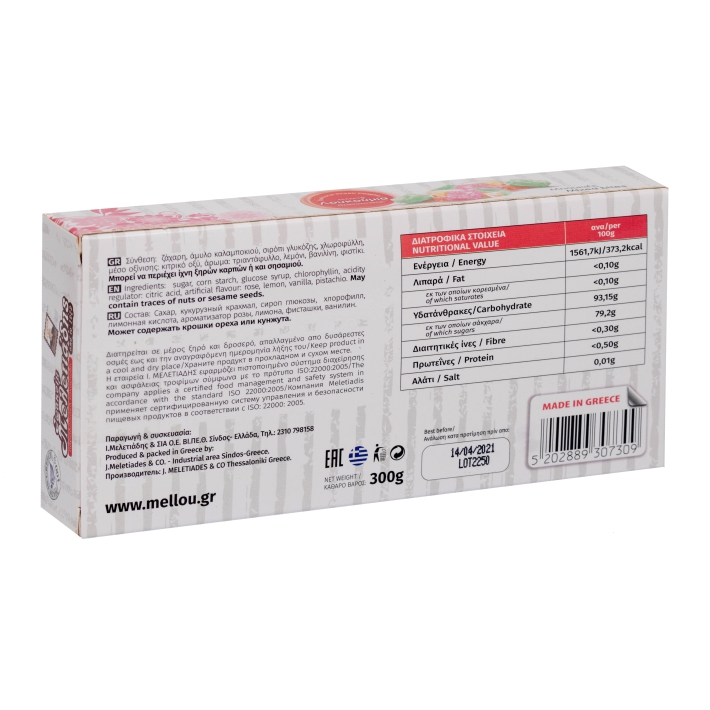 GR Σύνθεση: ζάχαρη, άμυλο καλαμποκιού, σιρόπι γλυκόζης, χλωροφύλλη,
μέσο οξίνισης: κιτρικό οξύ, άρωμα: τριαντάφυλλο, λεμόνι, βανίλιη, φιστίκι.
Μπορεί να περιέχει ίχνη ξηρών καρπών ή και σησαμιού.
EN Ingredients: sugar, corn starch, glucose syrup, chlorophyllin, acidity
regulator: citric acid, artificial flavour: rose, lemon, vanilla, pistachio. May
contain traces of nuts or sesame seeds.
RU Состав: Сахар, кукурузный крахмал, сироп глюкозы, хлорофилл,
лимонная кислота, ароматизатор розы, лимона, фисташки, ванилин.
Может содержать крошки ореха или кунжута.
Διατηρείται σε μέρος ξηρό και δροσερό, απαλλαγμένο από δυσάρεστες
οσμές έως και την αναγραφόμενη ημερομηνία λήξης του/Keep product in
a cool and dry place/Храните продукт в прохладном и сухом месте.
Η εταιρεία Ι. ΜΕΛΕΤΙΑΔΗΣ εφαρμόζει πιστοποιημένο σύστημα διαχείρησης
και ασφάλειας τροφίμων σύμφωνα με το πρότυπο ISO:22000:2005/The
company applies a certified food management and safety system in
accordance with the standard ISO 22000:2005/Компания Meletiadis
применяет сертифицированную систему управления и безопасности
пищевых продуктов в соответствии с ISO: 22000: 2005.
Παραγωγή & συσκευασία:
Ι.Μελετιάδης & ΣΙΑ Ο.Ε. ΒΙ.ΠΕ.Θ. Σίνδος- Ελλάδα, Τηλ.: 2310 798158
Produced & packed in Greece by:
J.Meletiades & CO. - Industrial area Sindos-Greece.
Производитель: J. MELETIADES & CO Thessaloniki Greece.
www.mellou.gr
EAC
NET WEIGHT /
ΚΑΘΑΡΟ ΒΑΡΟΣ: 300g
ΔΙΑΤΡΟΦΙΚΑ ΣΤΟΙΧΕΙΑ
NUTRITIONAL VALUE
ανα/per
100g
Ενέργεια / Energy 1561,7kJ/373,2kcal
Λιπαρά / Fat <0,10g
εκ των οποίων κορεσμένα/
of which saturates <0,10g
Υδατάνθρακες/Carbohydrate 93,15g
εκ των οποίων σάκχαρα/
of which sugars 79,2g
Διαιτητικές ίνες / Fibre <0,30g
Πρωτεΐνες / Protein <0,50g
Αλάτι / Salt 0,01g
Best before/
Ανάλωση κατα προτίμηση πρίν απο:
14/04/2021
LOT2250
MADE IN GREECE
5 202889 307309